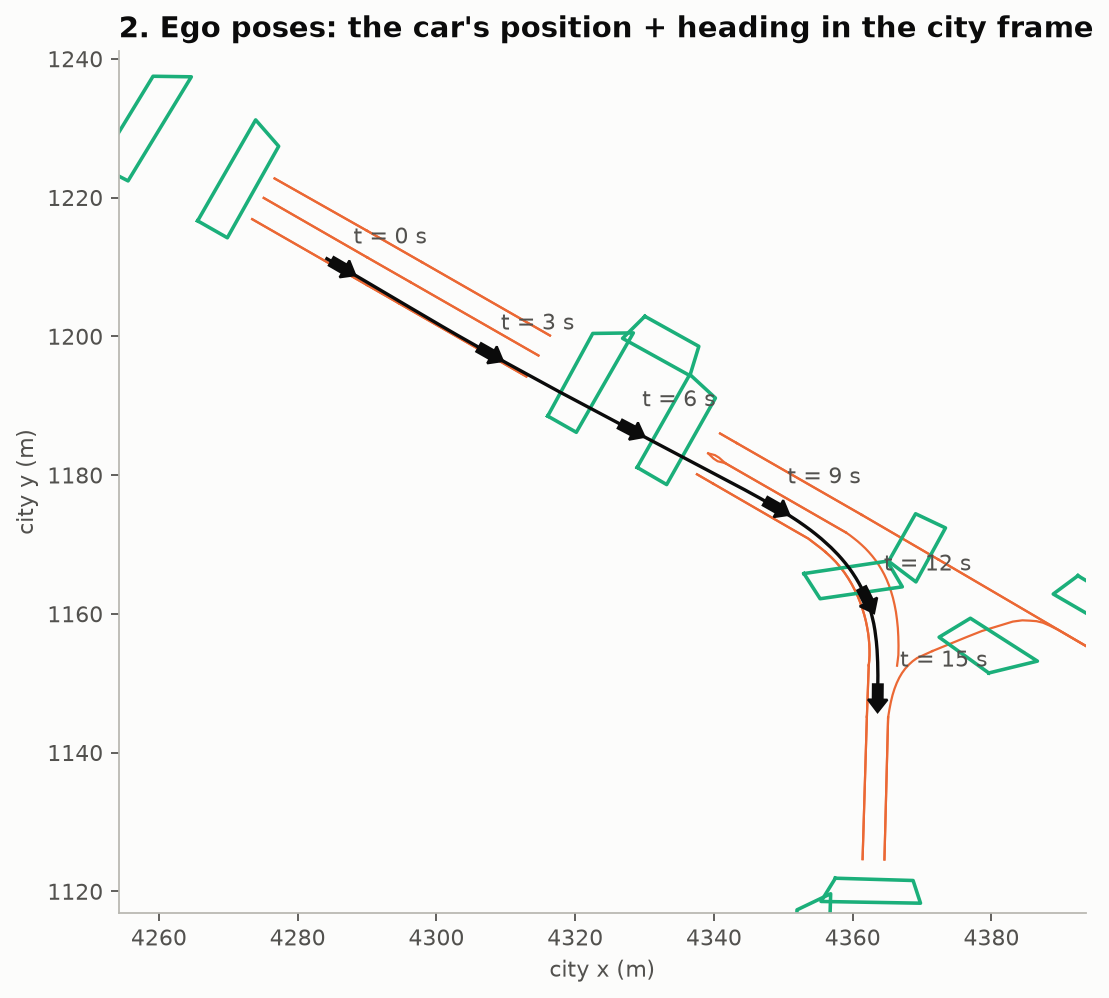 2. Ego poses: the car's position + heading in the city frame
1240
1220
1200
1180
1160
1140
1120
city y (m)
t = 0 s
t = 3 s
t = 6 s
t = 9 s
t = 12 s
t = 15 s
4260
4280
4300
4320
4340
4360
4380
city x (m)